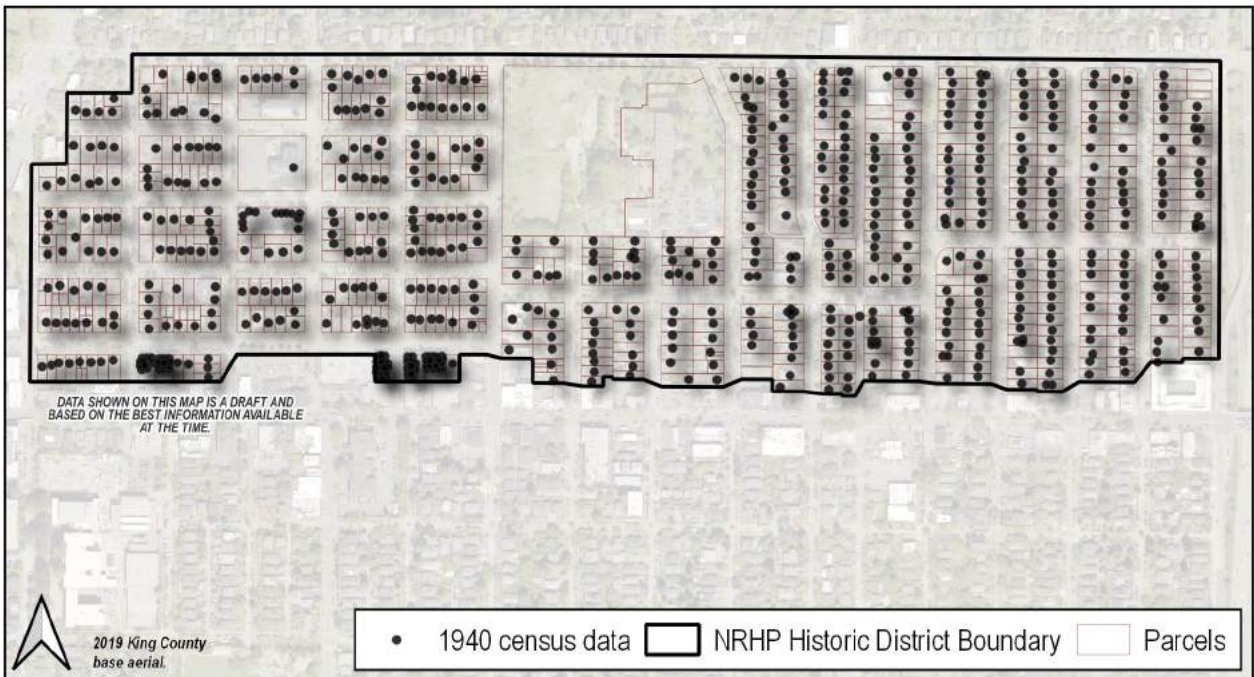 DATA SHOWN ON THIS MAP IS A DRAFT AND
BASED ON THE BEST INFORMATION AVAILABLE
AT THE TIME.
2019 King County
base aerial.
1940 census data
NRHP Historic District Boundary
Parcels